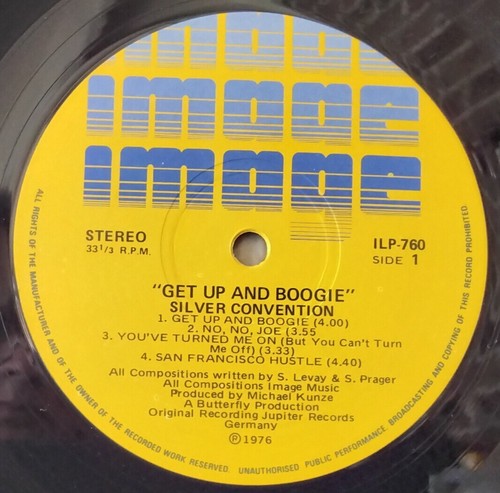 image
image
image
STEREO
33 1/3 R.P.M.
ILP-760
SIDE 1
"GET UP AND BOOGIE"
SILVER CONVENTION
1. GET UP AND BOOGIE (4.00)
2. NO, NO, JOE (3.55
3. YOU'VE TURNED ME ON (But You Can't Turn
Me Off) (3.33)
4. SAN FRANCISCO HUSTLE (4.40)
All Compositions written by S. Levay & S. Prager
All Compositions Image Music
Produced by Michael Kunze
A Butterfly Production
Original Recording Jupiter Records
Germany
Ⓟ1976
ALL RIGHTS OF THE MANUFACTURER AND OF THE OWNER OF THE RECORDED WORK RESERVED. UNAUTHORISED PUBLIC PERFORMANCE, BROADCASTING AND COPYING OF THIS RECORD PROHIBITED.